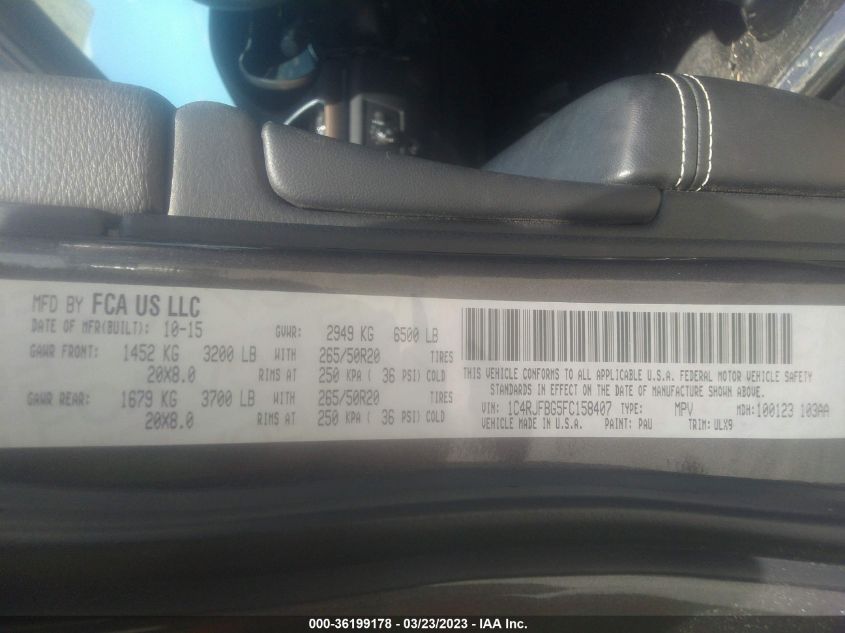 MFD BY FCA US LLC
DATE OF MFR(BUILT): 10-15 GVWR: 2949 KG 6500 LB
GAWR FRONT: 1452 KG 3200 LB WITH 265/50R20 TIRES
20X8.0 RIMS AT 250 KPA ( 36 PSI) COLD
GAWR REAR: 1679 KG 3700 LB WITH 265/50R20 TIRES
20X8.0 RIMS AT 250 KPA ( 36 PSI) COLD
THIS VEHICLE CONFORMS TO ALL APPLICABLE U.S.A. FEDERAL MOTOR VEHICLE SAFETY
STANDARDS IN EFFECT ON THE DATE OF MANUFACTURE SHOWN ABOVE.
VIN: 1C4RJFBG5FC158407 TYPE: MPV MDH:100123 103AA
VEHICLE MADE IN U.S.A. PAINT: PAU TRIM: ULX9
000-36199178 - 03/23/2023 - IAA Inc.